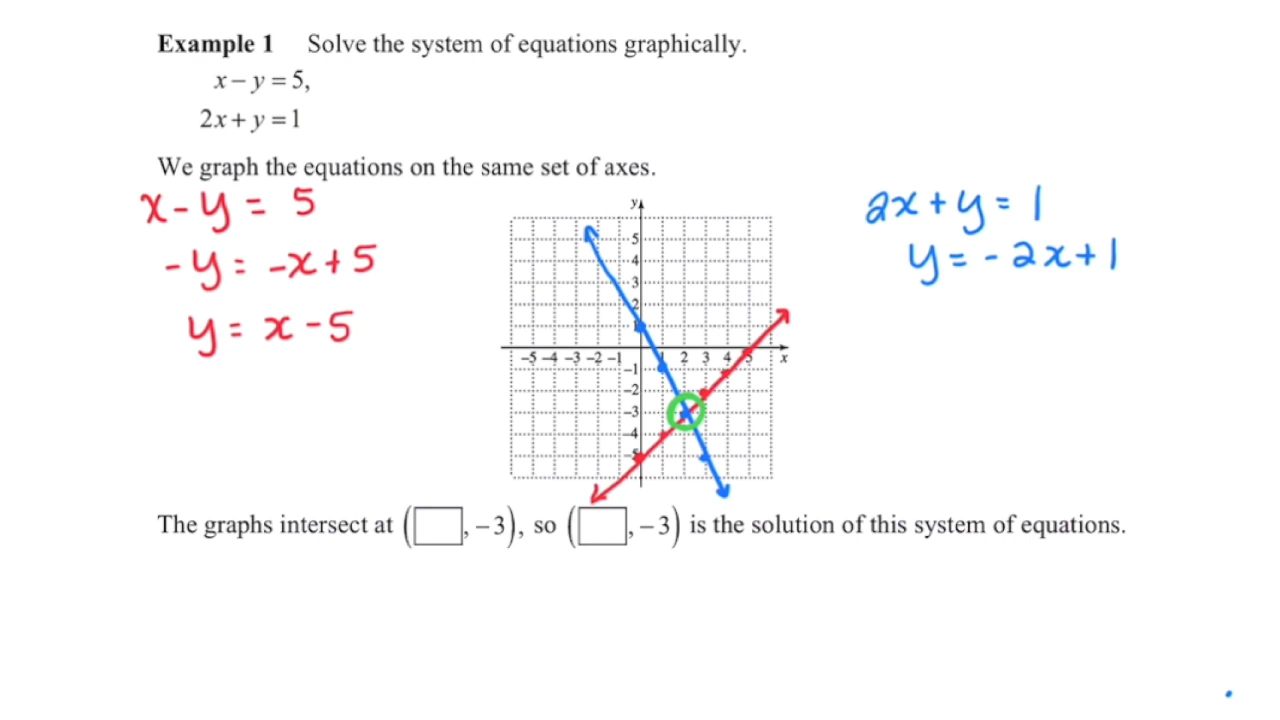 Example 1 Solve the system of equations graphically.
x – y = 5,
2x + y = 1
We graph the equations on the same set of axes.
x - y = 5
-y = -x + 5
y = x - 5
2x + y = 1
y = -2x + 1
y
5
4
3
2
-5 -4 -3 -2 -1 1 2 3 4 5 x
-1
-2
-3
-4
-5
The graphs intersect at ( , –3), so ( , –3) is the solution of this system of equations.